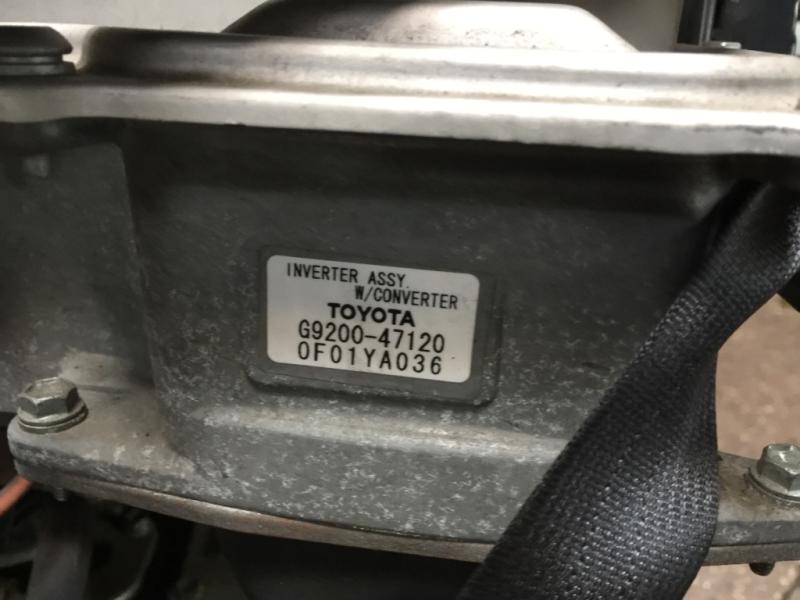 INVERTER ASSY.
W/CONVERTER
TOYOTA
G9200-47120
0F01YA036